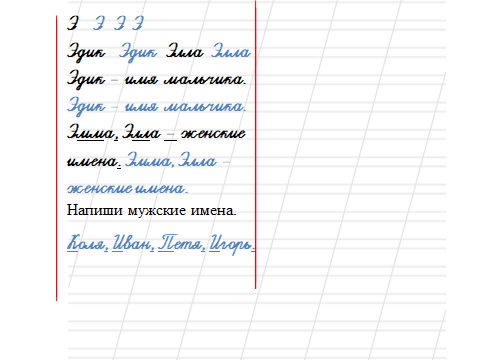 Э Э Э Э
Эдик Эдик Элла Элла
Эдик – имя мальчика.
Эдик – имя мальчика.
Эмма, Элла – женские
имена. Эмма, Элла –
женские имена.
Напиши мужские имена.
Коля, Иван, Петя, Игорь.